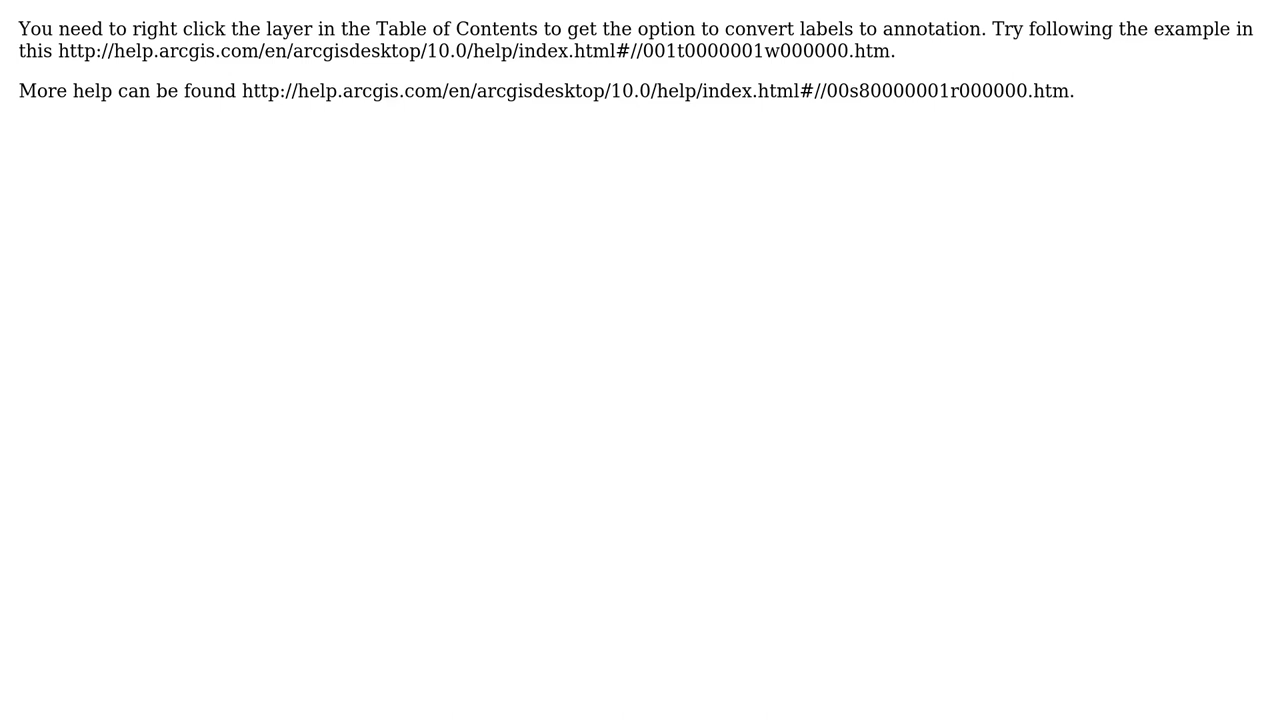 You need to right click the layer in the Table of Contents to get the option to convert labels to annotation. Try following the example in
this http://help.arcgis.com/en/arcgisdesktop/10.0/help/index.html#//001t0000001w000000.htm.
More help can be found http://help.arcgis.com/en/arcgisdesktop/10.0/help/index.html#//00s80000001r000000.htm.